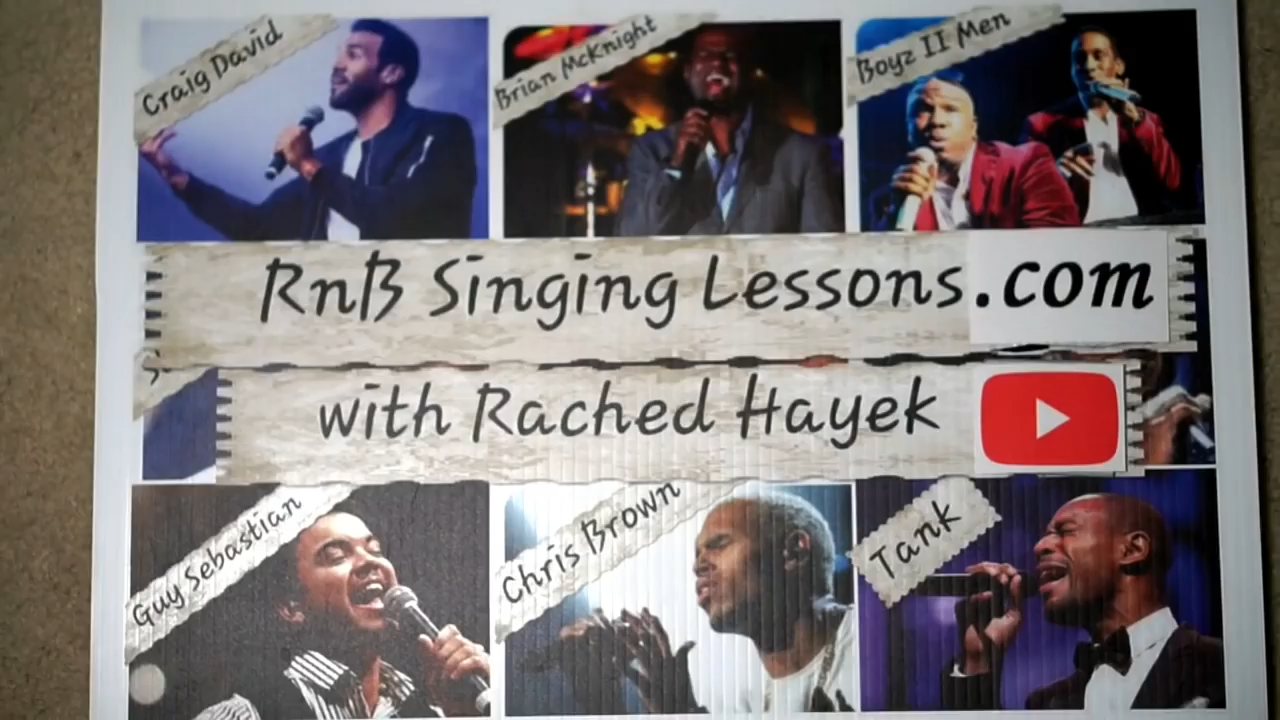 Craig David
Brian McKnight
Boyz II Men
RnB Singing Lessons.com
with Rached Hayek
Guy Sebastian
Chris Brown
Tank